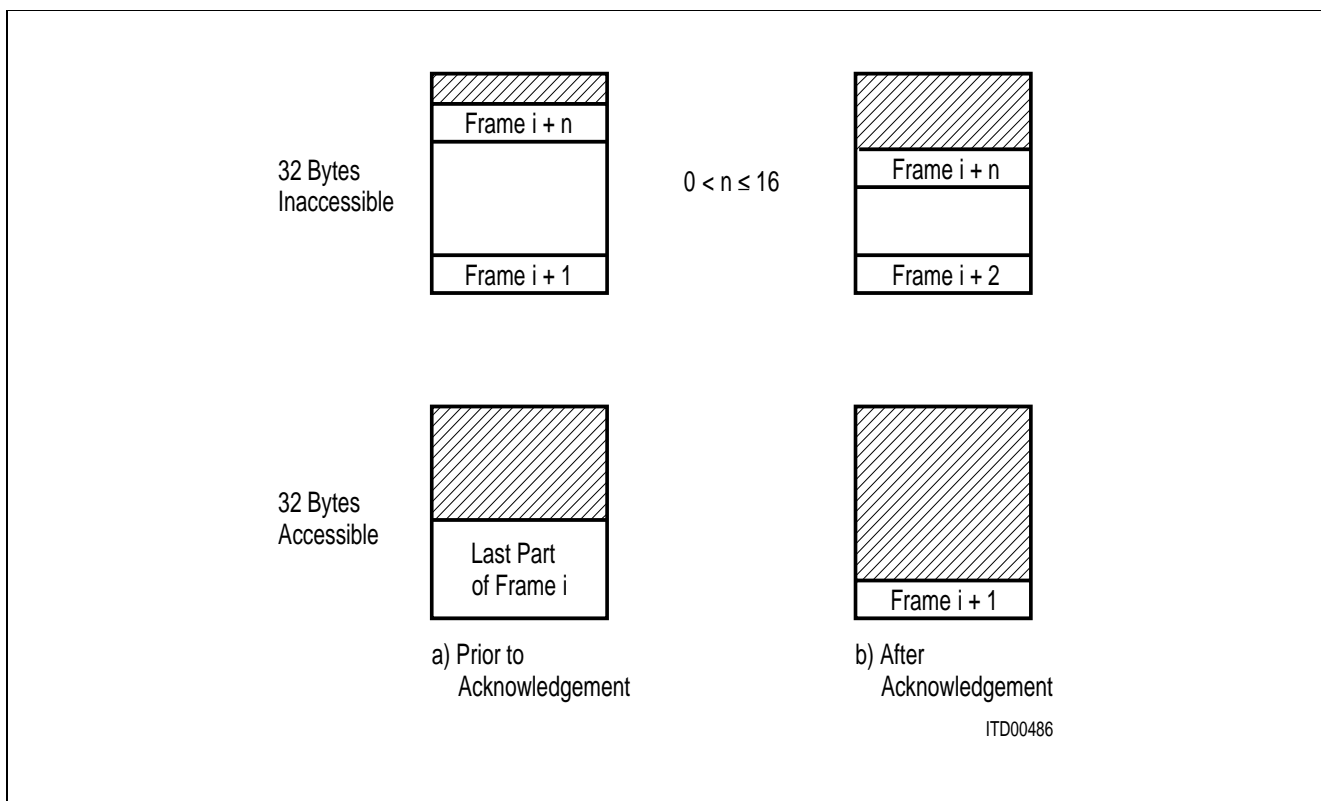 Frame i + n
32 Bytes
Inaccessible
Frame i + 1
0 < n ≤ 16
Frame i + n
Frame i + 2
32 Bytes
Accessible
Last Part
of Frame i
Frame i + 1
a) Prior to
Acknowledgement
b) After
Acknowledgement
ITD00486